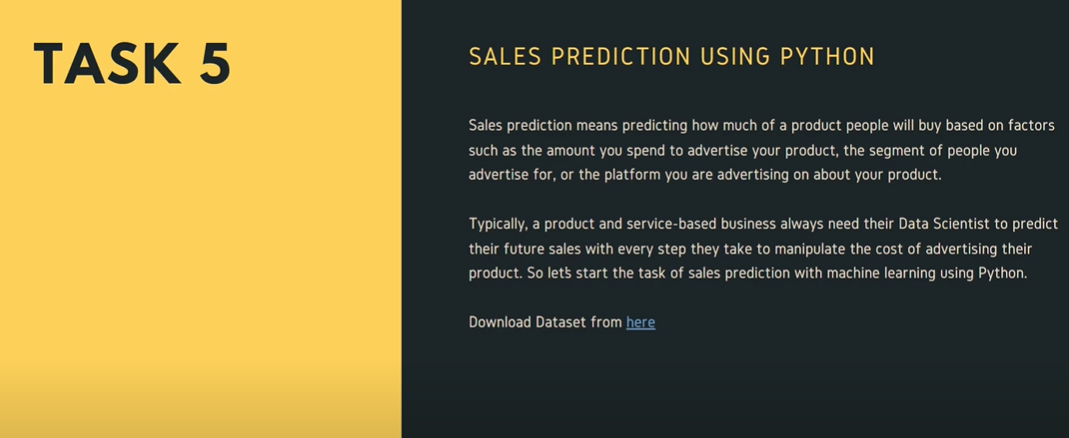 TASK 5
SALES PREDICTION USING PYTHON
Sales prediction means predicting how much of a product people will buy based on factors
such as the amount you spend to advertise your product, the segment of people you
advertise for, or the platform you are advertising on about your product.
Typically, a product and service-based business always need their Data Scientist to predict
their future sales with every step they take to manipulate the cost of advertising their
product. So let's start the task of sales prediction with machine learning using Python.
Download Dataset from here